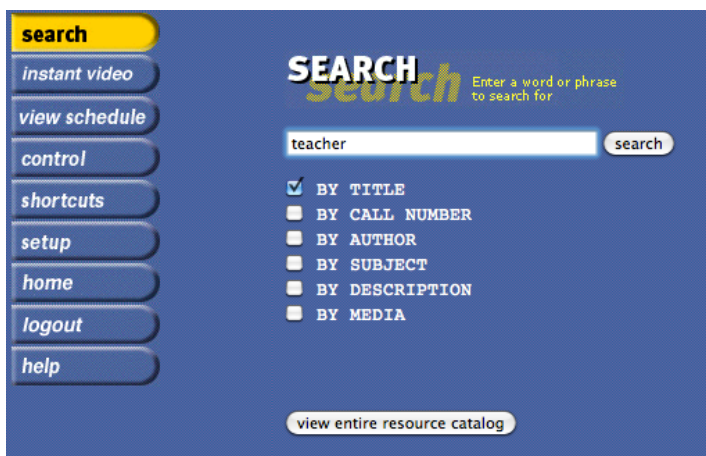 search
instant video
view schedule
control
shortcuts
setup
home
logout
help
SEARCH
search
Enter a word or phrase
to search for
teacher
search
BY TITLE
BY CALL NUMBER
BY AUTHOR
BY SUBJECT
BY DESCRIPTION
BY MEDIA
view entire resource catalog